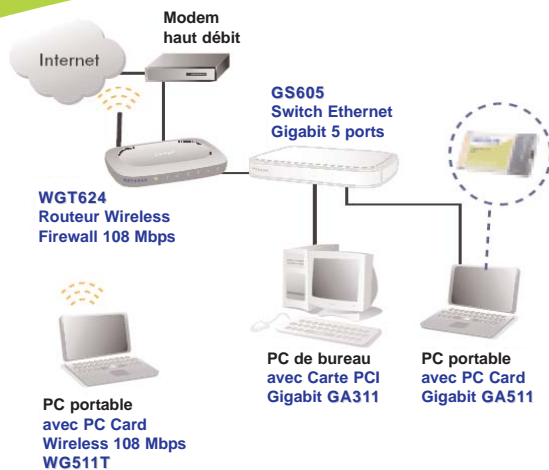 Modem
haut débit
Internet
GS605
Switch Ethernet
Gigabit 5 ports
WGT624
Routeur Wireless
Firewall 108 Mbps
PC de bureau
avec Carte PCI
Gigabit GA311
PC portable
avec PC Card
Gigabit GA511
PC portable
avec PC Card
Wireless 108 Mbps
WG511T